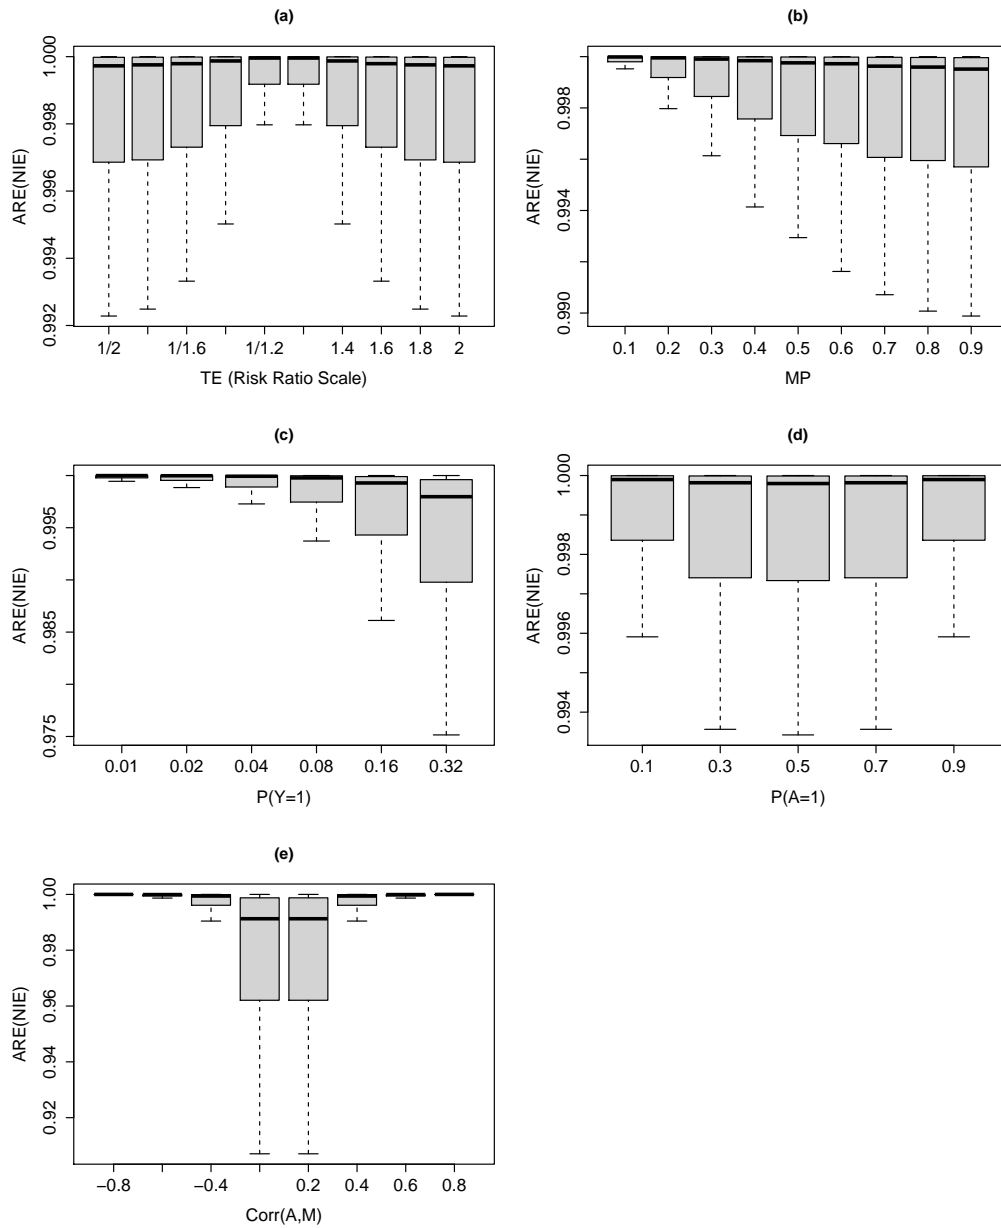 (a)
ARE(NIE)
1.000
0.998
0.996
0.994
0.992
1/2 1/1.6 1/1.2 1.4 1.6 1.8 2
TE (Risk Ratio Scale)
(b)
ARE(NIE)
0.998
0.994
0.990
0.1 0.2 0.3 0.4 0.5 0.6 0.7 0.8 0.9
MP
(c)
ARE(NIE)
0.995
0.985
0.975
0.01 0.02 0.04 0.08 0.16 0.32
P(Y=1)
(d)
ARE(NIE)
1.000
0.998
0.996
0.994
0.1 0.3 0.5 0.7 0.9
P(A=1)
(e)
ARE(NIE)
1.00
0.98
0.96
0.94
0.92
−0.8 −0.4 0.2 0.4 0.6 0.8
Corr(A,M)